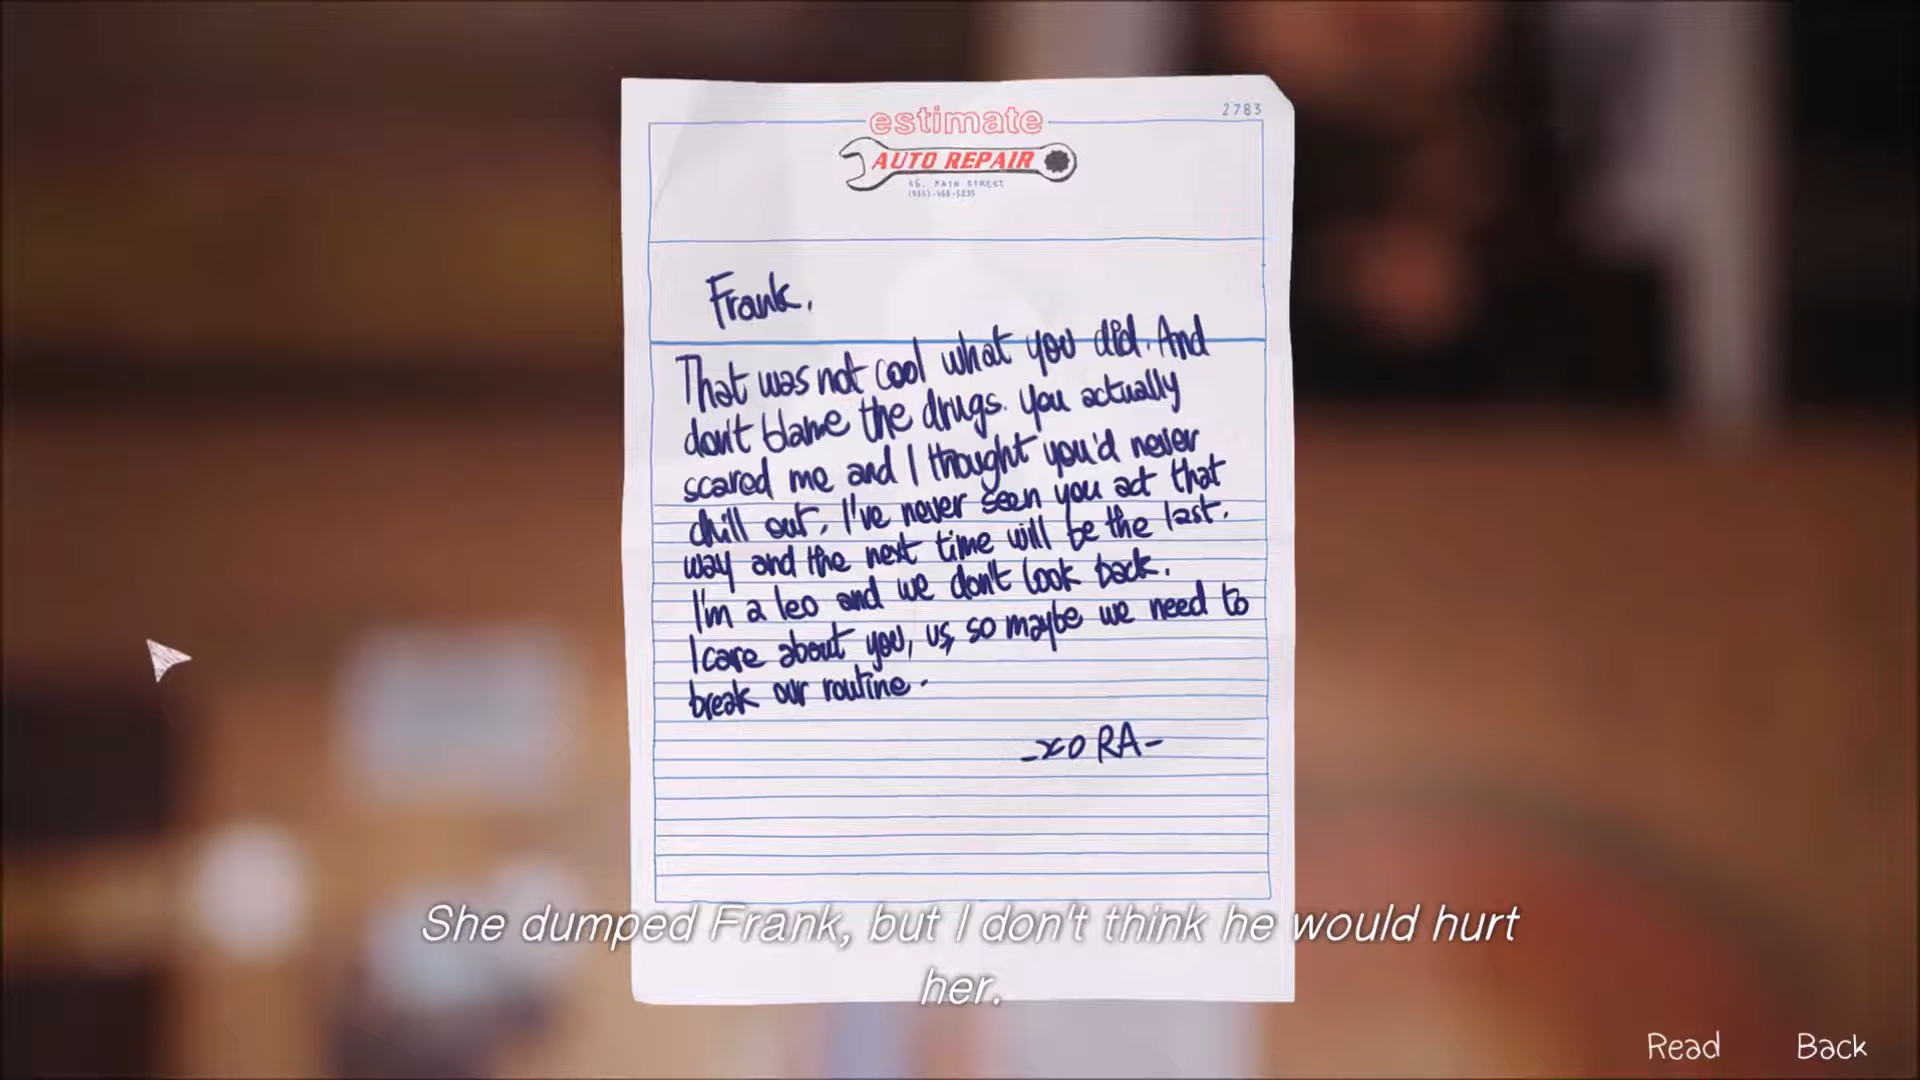 estimate
2783
AUTO REPAIR
Frank,
That was not cool what you did. And
don't blame the drugs. You actually
scared me and I thought you'd never
chill out. I've never seen you act that
way and the next time will be the last.
I'm a leo and we don't look back.
I care about you, us, so maybe we need to
break our routine.
-xo RA-
She dumped Frank, but I don't think he would hurt
her.
Read
Back